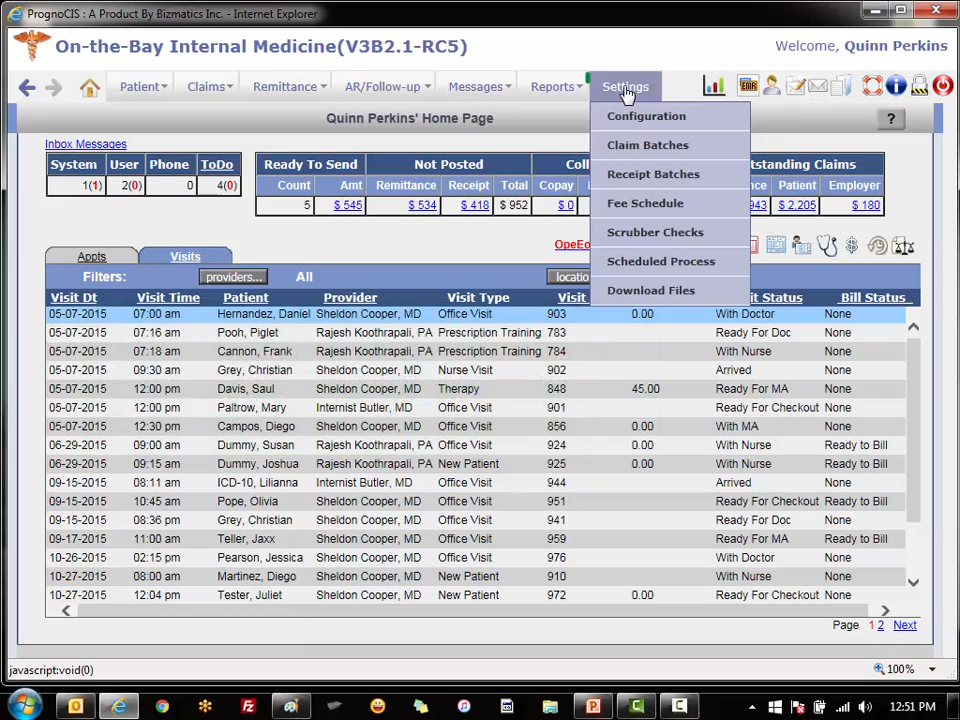 PrognoCIS : A Product By Bizmatics Inc. - Internet Explorer
On-the-Bay Internal Medicine(V3B2.1-RC5)
Welcome, Quinn Perkins
Patient Claims Remittance AR/Follow-up Messages Reports Settings EMR
Quinn Perkins' Home Page ?
Configuration
Claim Batches
Receipt Batches
Fee Schedule
Scrubber Checks
Scheduled Process
Download Files
Inbox Messages
System User Phone ToDo
1(1) 2(0) 0 4(0)
Ready To Send Not Posted Coll tstanding Claims
Count Amt Remittance Receipt Total Copay nce Patient Employer
5 $ 545 $ 534 $ 418 $ 952 $ 0 943 $ 2,205 $ 180
OpeEo
Appts Visits
Filters: providers... All locatio
Visit Dt Visit Time Patient Provider Visit Type Visit t Status Bill Status
05-07-2015 07:00 am Hernandez, Daniel Sheldon Cooper, MD Office Visit 903 0.00 With Doctor None
05-07-2015 07:16 am Pooh, Piglet Rajesh Koothrapali, PA Prescription Training 783 Ready For Doc None
05-07-2015 07:18 am Cannon, Frank Rajesh Koothrapali, PA Prescription Training 784 With Nurse None
05-07-2015 09:30 am Grey, Christian Sheldon Cooper, MD Nurse Visit 902 Arrived None
05-07-2015 12:00 pm Davis, Saul Sheldon Cooper, MD Therapy 848 45.00 Ready For MA None
05-07-2015 12:00 pm Paltrow, Mary Internist Butler, MD Office Visit 901 Ready For Checkout None
05-07-2015 12:30 pm Campos, Diego Sheldon Cooper, MD Office Visit 856 0.00 With MA None
06-29-2015 09:00 am Dummy, Susan Rajesh Koothrapali, PA Office Visit 924 0.00 With Nurse Ready to Bill
06-29-2015 09:15 am Dummy, Joshua Rajesh Koothrapali, PA New Patient 925 0.00 With Nurse Ready to Bill
09-15-2015 08:11 am ICD-10, Lilianna Internist Butler, MD Office Visit 944 Arrived None
09-15-2015 10:45 am Pope, Olivia Sheldon Cooper, MD Office Visit 951 Ready For Checkout Ready to Bill
09-15-2015 08:36 pm Grey, Christian Sheldon Cooper, MD Office Visit 941 Ready For Doc None
09-17-2015 11:00 am Teller, Jaxx Sheldon Cooper, MD Office Visit 959 Ready For MA Ready to Bill
10-26-2015 02:15 pm Pearson, Jessica Sheldon Cooper, MD Office Visit 976 With Doctor None
10-27-2015 08:00 am Martinez, Diego Sheldon Cooper, MD New Patient 910 With Nurse None
10-27-2015 12:04 pm Tester, Juliet Sheldon Cooper, MD New Patient 972 0.00 Ready For Checkout None
Page 1 2 Next
javascript:void(0) 100%
12:51 PM